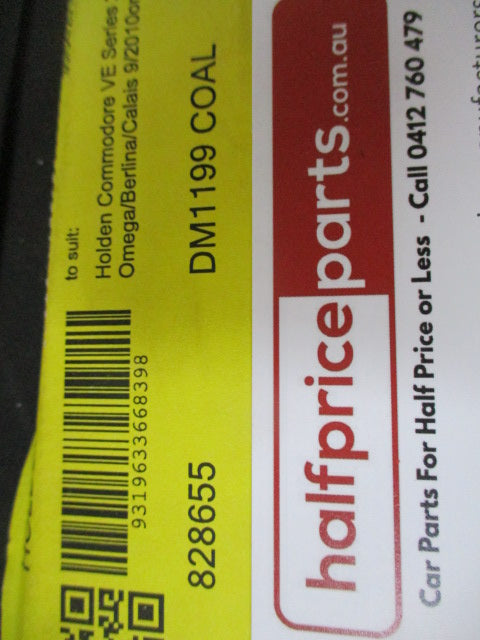 to suit:
Holden Commodore VE Series
Omega/Berlina/Calais 9/2010on
9319633668398
828655 DM1199 COAL
halfpriceparts.com.au
Car Parts For Half Price or Less - Call 0412 760 479